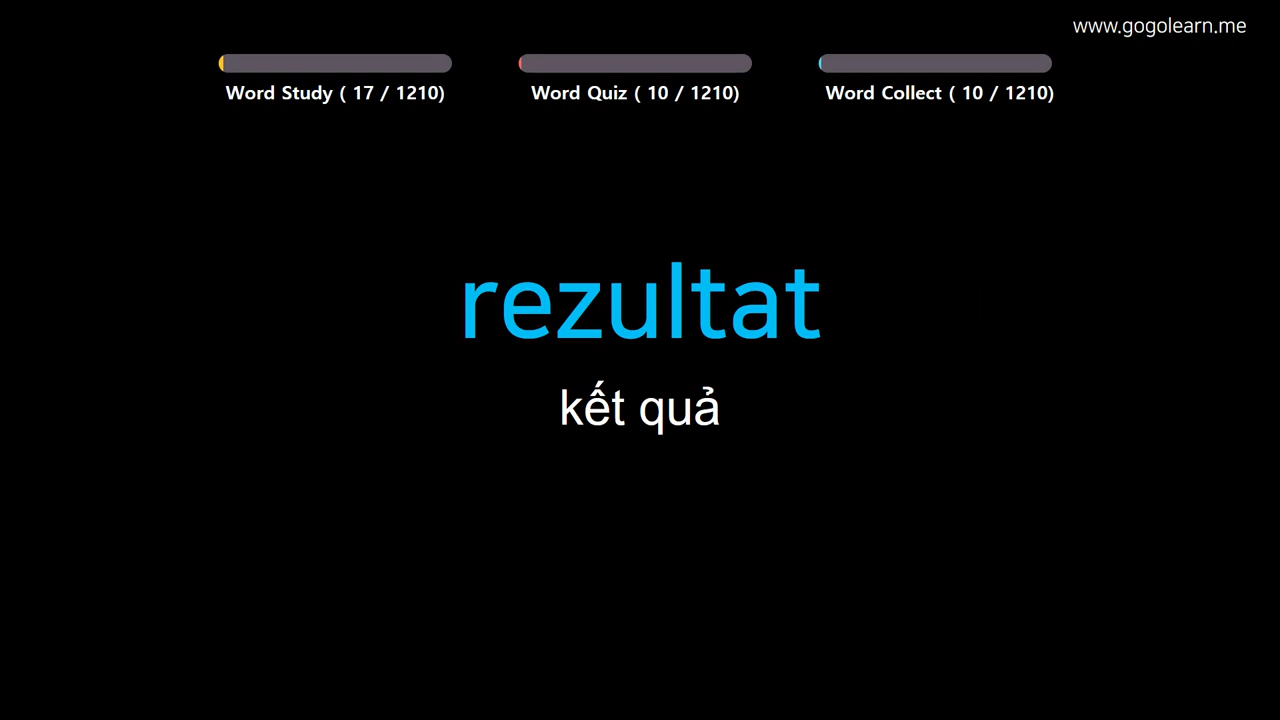 www.gogolearn.me
Word Study ( 17 / 1210)
Word Quiz ( 10 / 1210)
Word Collect ( 10 / 1210)
rezultat
kết quả